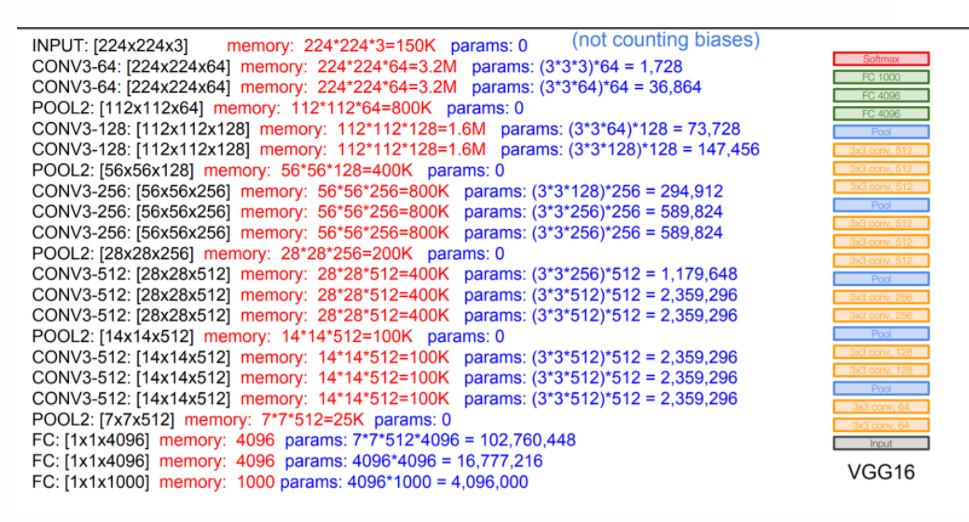 (not counting biases)
INPUT: [224x224x3] memory: 224*224*3=150K params: 0
CONV3-64: [224x224x64] memory: 224*224*64=3.2M params: (3*3*3)*64 = 1,728
CONV3-64: [224x224x64] memory: 224*224*64=3.2M params: (3*3*64)*64 = 36,864
POOL2: [112x112x64] memory: 112*112*64=800K params: 0
CONV3-128: [112x112x128] memory: 112*112*128=1.6M params: (3*3*64)*128 = 73,728
CONV3-128: [112x112x128] memory: 112*112*128=1.6M params: (3*3*128)*128 = 147,456
POOL2: [56x56x128] memory: 56*56*128=400K params: 0
CONV3-256: [56x56x256] memory: 56*56*256=800K params: (3*3*128)*256 = 294,912
CONV3-256: [56x56x256] memory: 56*56*256=800K params: (3*3*256)*256 = 589,824
CONV3-256: [56x56x256] memory: 56*56*256=800K params: (3*3*256)*256 = 589,824
POOL2: [28x28x256] memory: 28*28*256=200K params: 0
CONV3-512: [28x28x512] memory: 28*28*512=400K params: (3*3*256)*512 = 1,179,648
CONV3-512: [28x28x512] memory: 28*28*512=400K params: (3*3*512)*512 = 2,359,296
CONV3-512: [28x28x512] memory: 28*28*512=400K params: (3*3*512)*512 = 2,359,296
POOL2: [14x14x512] memory: 14*14*512=100K params: 0
CONV3-512: [14x14x512] memory: 14*14*512=100K params: (3*3*512)*512 = 2,359,296
CONV3-512: [14x14x512] memory: 14*14*512=100K params: (3*3*512)*512 = 2,359,296
CONV3-512: [14x14x512] memory: 14*14*512=100K params: (3*3*512)*512 = 2,359,296
POOL2: [7x7x512] memory: 7*7*512=25K params: 0
FC: [1x1x4096] memory: 4096 params: 7*7*512*4096 = 102,760,448
FC: [1x1x4096] memory: 4096 params: 4096*4096 = 16,777,216
FC: [1x1x1000] memory: 1000 params: 4096*1000 = 4,096,000
Softmax
FC 1000
FC 4096
FC 4096
Pool
3x3 conv, 512
3x3 conv, 512
3x3 conv, 512
Pool
3x3 conv, 512
3x3 conv, 512
3x3 conv, 512
Pool
3x3 conv, 256
3x3 conv, 256
Pool
3x3 conv, 128
3x3 conv, 128
Pool
3x3 conv, 64
3x3 conv, 64
Input
VGG16